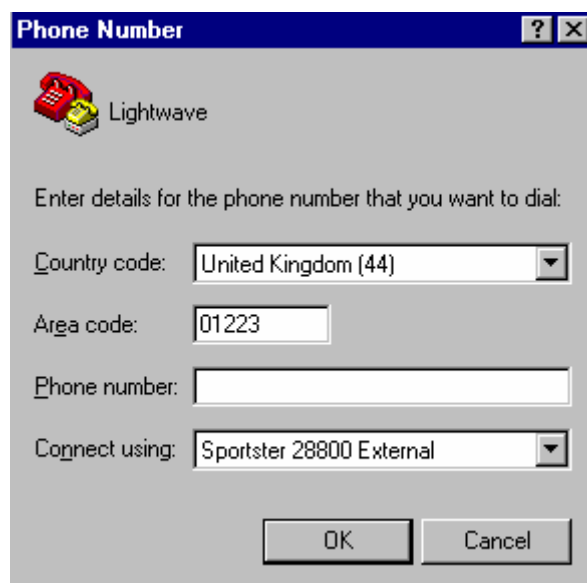 Phone Number
Lightwave
Enter details for the phone number that you want to dial:
Country code: United Kingdom (44)
Area code: 01223
Phone number:
Connect using: Sportster 28800 External
OK Cancel